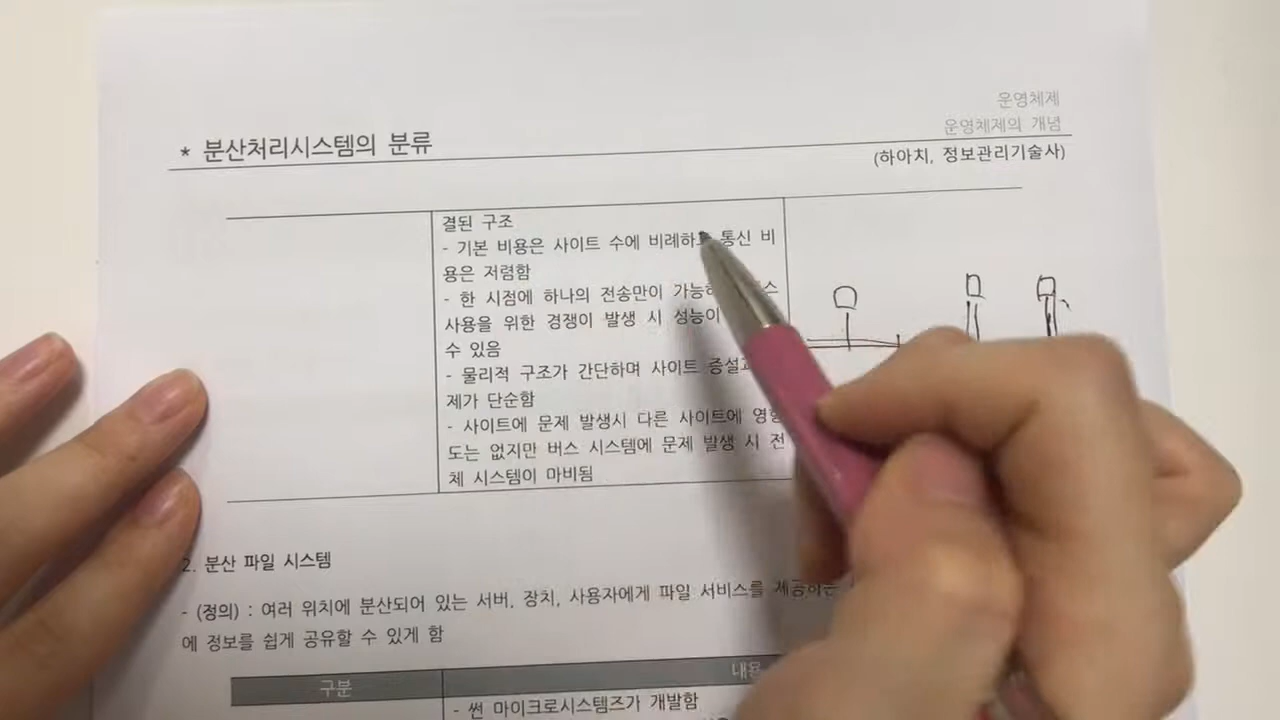 운영체제
운영체제의 개념
* 분산처리시스템의 분류
(하아치, 정보관리기술사)
결된 구조
- 기본 비용은 사이트 수에 비례하고 통신 비
용은 저렴함
- 한 시점에 하나의 전송만이
사용을 위한 경쟁이 발생 시 성능이
수 있음
- 물리적 구조가 간단하며 사이트 증설과
제가 단순함
- 사이트에 문제 발생시 다른 사이트에
도는 없지만 버스 시스템에 문제 발생 시 전
체 시스템이 마비됨
2. 분산 파일 시스템
- (정의) : 여러 위치에 분산되어 있는 서버, 장치, 사용자에게 파일 서비스를 제공하는
에 정보를 쉽게 공유할 수 있게 함
구분 내용
- 썬 마이크로시스템즈가 개발함